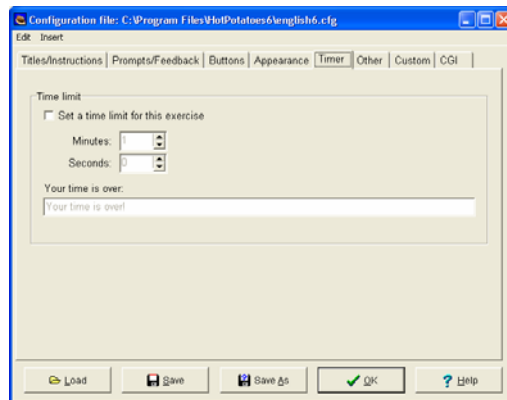 Configuration file: C:\Program Files\HotPotatoes6\english6.cfg
Edit Insert
Titles/Instructions Prompts/Feedback Buttons Appearance Timer Other Custom CGI
Time limit
Set a time limit for this exercise
Minutes: 1
Seconds: 0
Your time is over:
Your time is over!
Load Save Save As OK Help